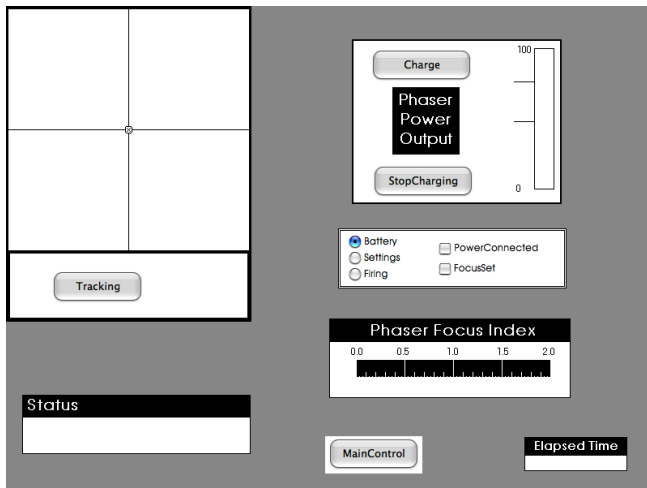 Charge
100
Phaser
Power
Output
StopCharging
0
Battery
Settings
Firing
PowerConnected
FocusSet
Tracking
Phaser Focus Index
0.0 0.5 1.0 1.5 2.0
Status
MainControl
Elapsed Time